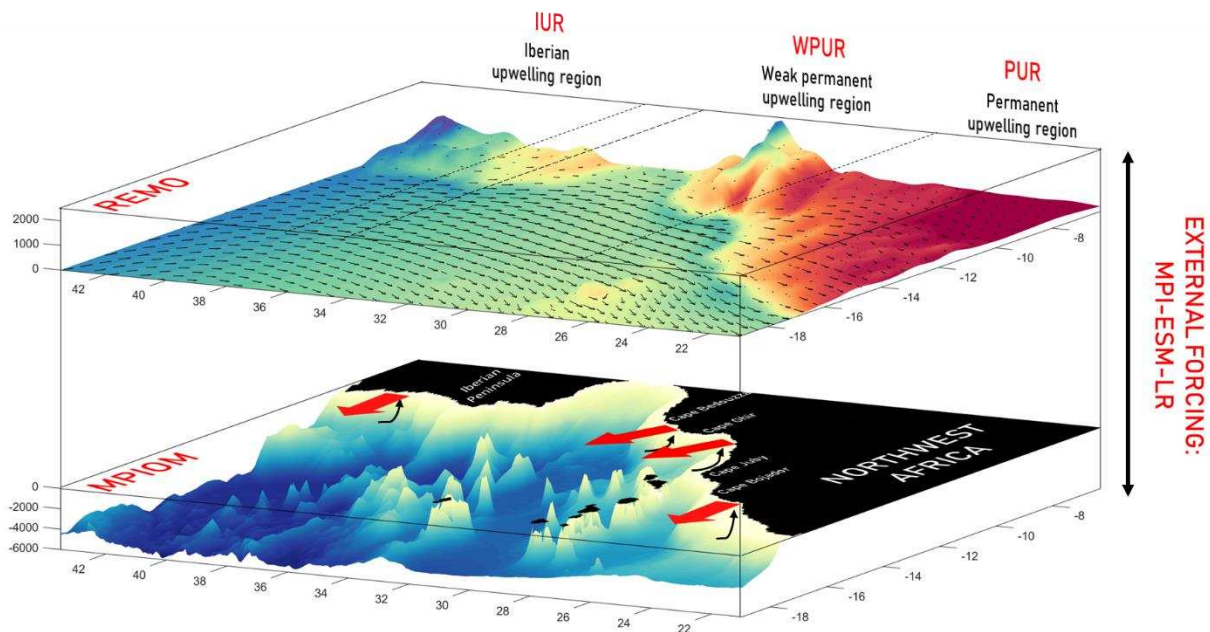 IUR
Iberian
upwelling region
WPUR
Weak permanent
upwelling region
PUR
Permanent
upwelling region
REMO
2000
1000
0
42
40
38
36
34
32
30
28
26
24
22
-18
-16
-14
-12
-10
-8
EXTERNAL FORCING:
MPI-ESM-LR
MPIOM
Iberian
Peninsula
Cape Bedouzza
Cape Ghir
Cape Juby
Cape Bojador
NORTHWEST
AFRICA
0
-2000
-4000
-6000
42
40
38
36
34
32
30
28
26
24
22
-18
-16
-14
-12
-10
-8